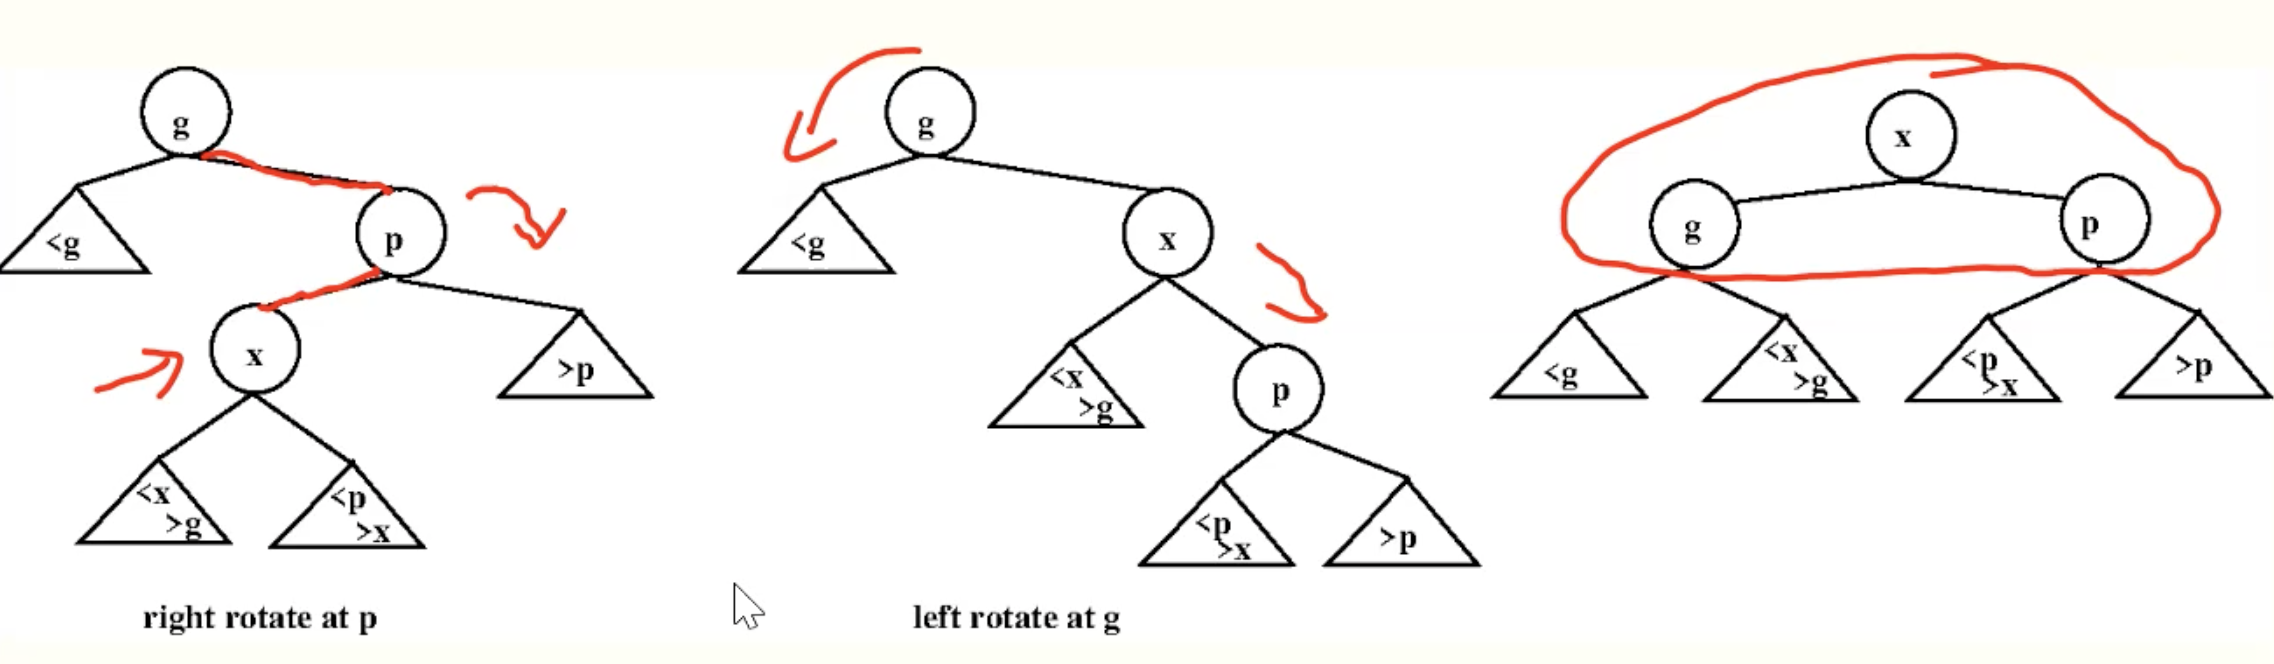 g
<g
p
x
>p
<x
>g
<p
>x
right rotate at p
g
<g
x
<x
>g
p
<p
>x
>p
left rotate at g
x
g
p
<g
<x
>g
<p
>x
>p